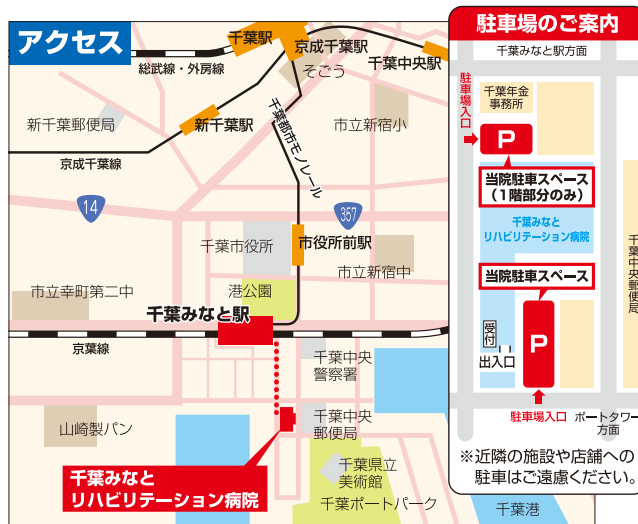 アクセス
千葉駅
京成千葉駅
総武線・外房線
そごう
千葉中央駅
新千葉郵便局
新千葉駅
千葉都市モノレール
市立新宿小
京成千葉線
14
357
千葉市役所
市役所前駅
市立新宿中
市立幸町第二中
港公園
千葉みなと駅
京葉線
千葉中央
警察署
山崎製パン
千葉中央
郵便局
千葉みなと
リハビリテーション病院
千葉県立
美術館
千葉ポートパーク
千葉港
駐車場のご案内
千葉みなと駅方面
駐車場入口
千葉年金
事務所
P
当院駐車スペース
(1階部分のみ)
千葉みなと
リハビリテーション病院
千葉中央郵便局
当院駐車スペース
受付
P
出入口
駐車場入口
ポートタワー
方面
※近隣の施設や店舗への
駐車はご遠慮ください。